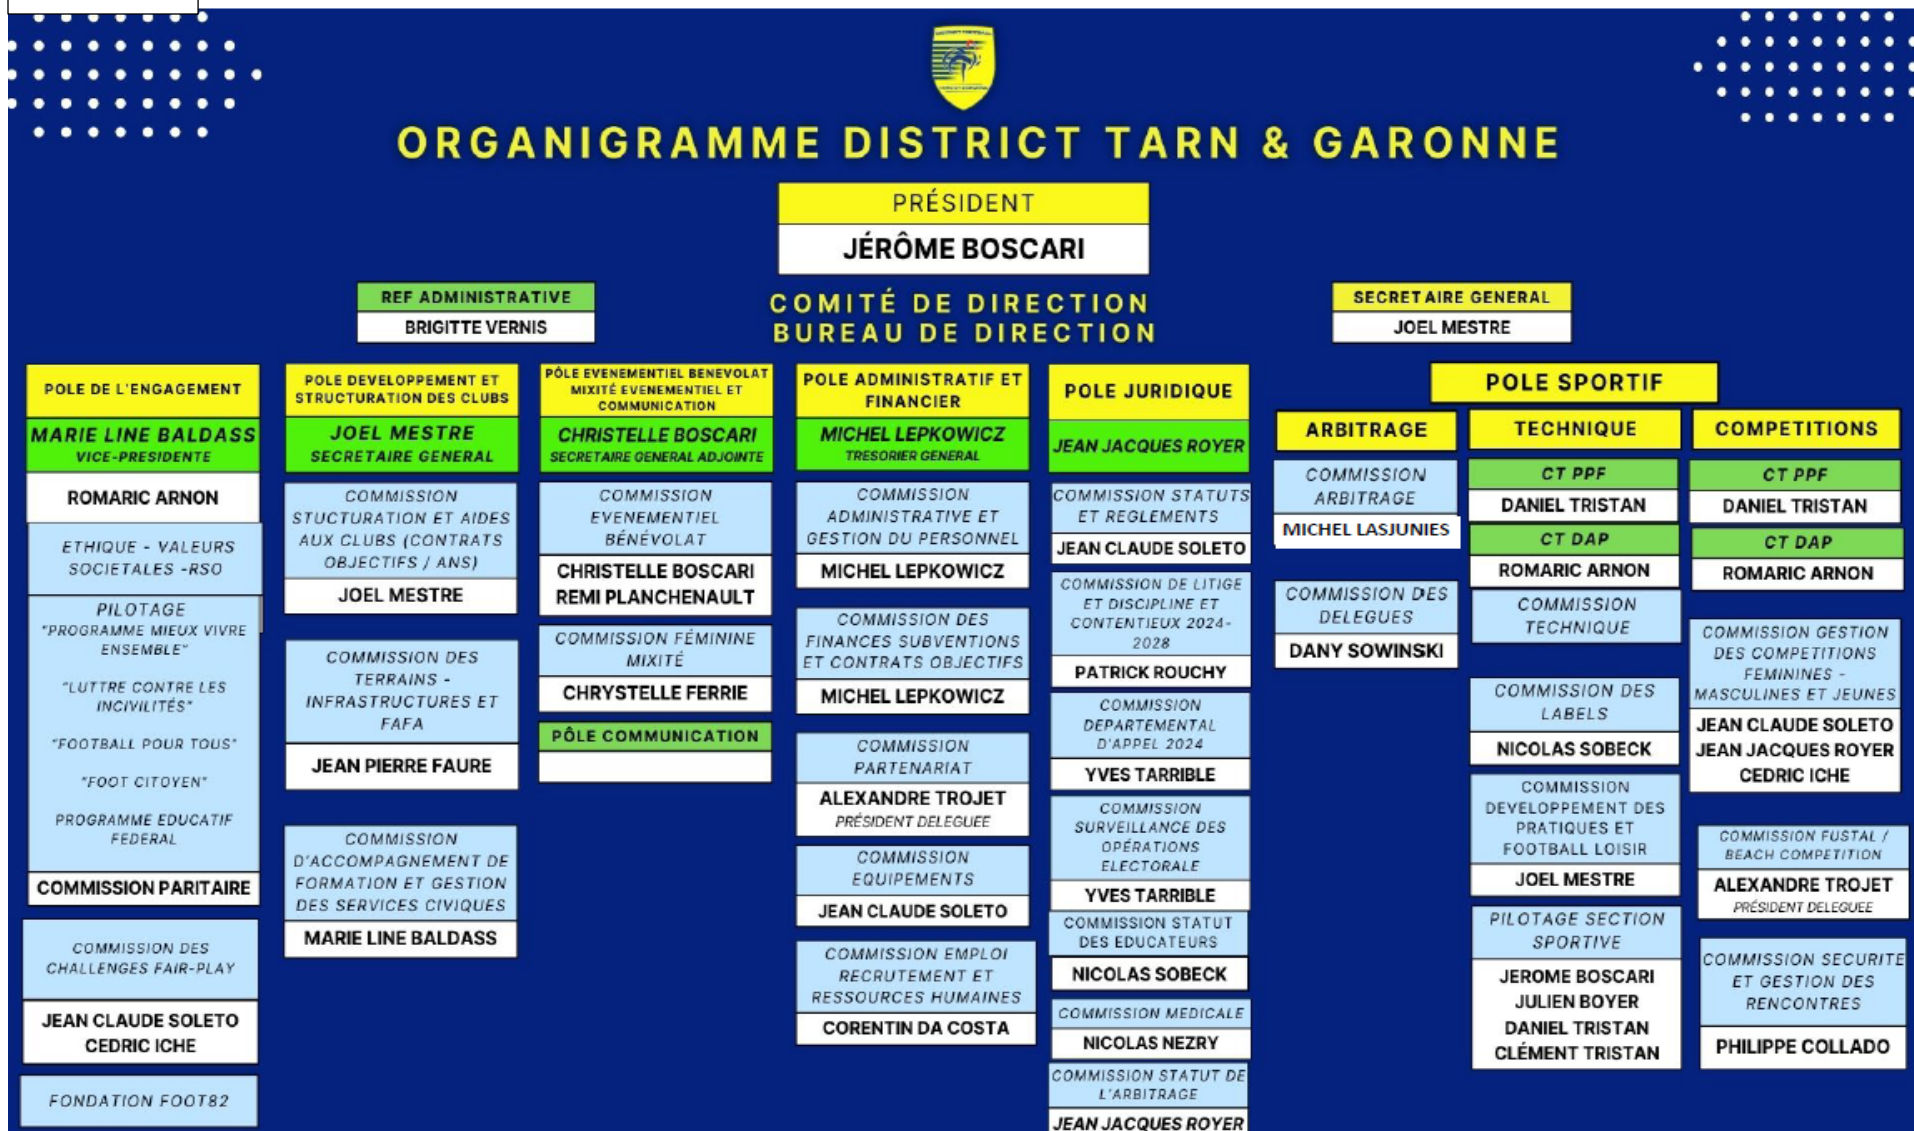 ORGANIGRAMME DISTRICT TARN & GARONNE
PRÉSIDENT
JÉRÔME BOSCARI
REF ADMINISTRATIVE
BRIGITTE VERNIS
COMITÉ DE DIRECTION
BUREAU DE DIRECTION
SECRETAIRE GENERAL
JOEL MESTRE
POLE DE L'ENGAGEMENT
MARIE LINE BALDASS
VICE-PRESIDENTE
ROMARIC ARNON
ETHIQUE - VALEURS
SOCIETALES -RSO
PILOTAGE
"PROGRAMME MIEUX VIVRE
ENSEMBLE"
"LUTTRE CONTRE LES
INCIVILITÉS"
"FOOTBALL POUR TOUS"
"FOOT CITOYEN"
PROGRAMME EDUCATIF
FEDERAL
COMMISSION PARITAIRE
COMMISSION DES
CHALLENGES FAIR-PLAY
JEAN CLAUDE SOLETO
CEDRIC ICHE
FONDATION FOOT82
POLE DEVELOPPEMENT ET
STRUCTURATION DES CLUBS
JOEL MESTRE
SECRETAIRE GENERAL
COMMISSION
STUCTURATION ET AIDES
AUX CLUBS (CONTRATS
OBJECTIFS / ANS)
JOEL MESTRE
COMMISSION DES
TERRAINS -
INFRASTRUCTURES ET
FAFA
JEAN PIERRE FAURE
COMMISSION
D'ACCOMPAGNEMENT DE
FORMATION ET GESTION
DES SERVICES CIVIQUES
MARIE LINE BALDASS
PÔLE EVENEMENTIEL BENEVOLAT
MIXITÉ EVENEMENTIEL ET
COMMUNICATION
CHRISTELLE BOSCARI
SECRETAIRE GENERAL ADJOINTE
COMMISSION
EVENEMENTIEL
BÉNÉVOLAT
CHRISTELLE BOSCARI
REMI PLANCHENAULT
COMMISSION FÉMININE
MIXITÉ
CHRYSTELLE FERRIE
PÔLE COMMUNICATION
POLE ADMINISTRATIF ET
FINANCIER
MICHEL LEPKOWICZ
TRESORIER GENERAL
COMMISSION
ADMINISTRATIVE ET
GESTION DU PERSONNEL
MICHEL LEPKOWICZ
COMMISSION DES
FINANCES SUBVENTIONS
ET CONTRATS OBJECTIFS
MICHEL LEPKOWICZ
COMMISSION
PARTENARIAT
ALEXANDRE TROJET
PRÉSIDENT DELEGUEE
COMMISSION
EQUIPEMENTS
JEAN CLAUDE SOLETO
COMMISSION EMPLOI
RECRUTEMENT ET
RESSOURCES HUMAINES
CORENTIN DA COSTA
POLE JURIDIQUE
JEAN JACQUES ROYER
COMMISSION STATUTS
ET REGLEMENTS
JEAN CLAUDE SOLETO
COMMISSION DE LITIGE
ET DISCIPLINE ET
CONTENTIEUX 2024-
2028
PATRICK ROUCHY
COMMISSION
DEPARTEMENTAL
D'APPEL 2024
YVES TARRIBLE
COMMISSION
SURVEILLANCE DES
OPÉRATIONS
ELECTORALE
YVES TARRIBLE
COMMISSION STATUT
DES EDUCATEURS
NICOLAS SOBECK
COMMISSION MEDICALE
NICOLAS NEZRY
COMMISSION STATUT DE
L'ARBITRAGE
JEAN JACQUES ROYER
POLE SPORTIF
ARBITRAGE
COMMISSION
ARBITRAGE
MICHEL LASJUNIES
COMMISSION DES
DELEGUES
DANY SOWINSKI
TECHNIQUE
CT PPF
DANIEL TRISTAN
CT DAP
ROMARIC ARNON
COMMISSION
TECHNIQUE
COMMISSION DES
LABELS
NICOLAS SOBECK
COMMISSION
DEVELOPPEMENT DES
PRATIQUES ET
FOOTBALL LOISIR
JOEL MESTRE
PILOTAGE SECTION
SPORTIVE
JEROME BOSCARI
JULIEN BOYER
DANIEL TRISTAN
CLÉMENT TRISTAN
COMPETITIONS
CT PPF
DANIEL TRISTAN
CT DAP
ROMARIC ARNON
COMMISSION GESTION
DES COMPETITIONS
FEMININES -
MASCULINES ET JEUNES
JEAN CLAUDE SOLETO
JEAN JACQUES ROYER
CEDRIC ICHE
COMMISSION FUSTAL /
BEACH COMPETITION
ALEXANDRE TROJET
PRÉSIDENT DELEGUEE
COMMISSION SECURITE
ET GESTION DES
RENCONTRES
PHILIPPE COLLADO